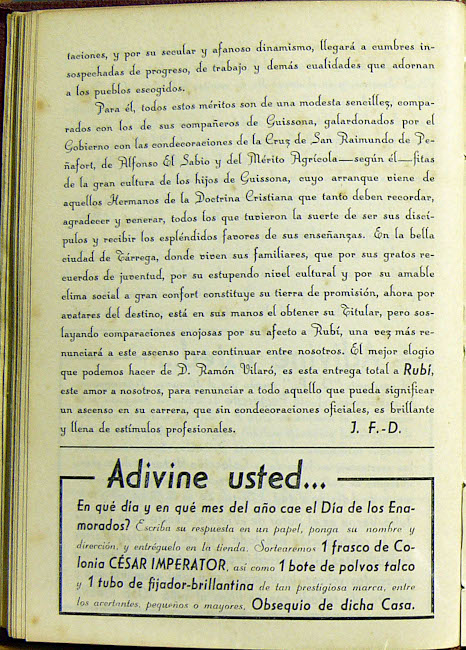 taciones, y por su secular y afanoso dinamismo, llegará a cumbres in-
sospechadas de progreso, de trabajo y demás cualidades que adornan
a los pueblos escogidos.
Para él, todos estos méritos son de una modesta sencillez, compa-
rados con los de sus compañeros de Guissona, galardonados por el
Gobierno con las condecoraciones de la Cruz de San Raimundo de Pe-
ñafort, de Alfonso El Sabio y del Mérito Agrícola—según él—fitas
de la gran cultura de los hijos de Guissona, cuyo arranque viene de
aquellos Hermanos de la Doctrina Cristiana que tanto deben recordar,
agradecer y venerar, todos los que tuvieron la suerte de ser sus discí-
pulos y recibir los espléndidos favores de sus enseñanzas. En la bella
ciudad de Tárrega, donde viven sus familiares, que por sus gratos re-
cuerdos de juventud, por su estupendo nivel cultural y por su amable
clima social a gran confort constituye su tierra de promisión, ahora por
avatares del destino, está en sus manos el obtener su Titular, pero sos-
layando comparaciones enojosas por su afecto a Rubí, una vez más re-
nunciará a este ascenso para continuar entre nosotros. El mejor elogio
que podemos hacer de D. Ramón Vilaró, es esta entrega total a Rubí,
este amor a nosotros, para renunciar a todo aquello que pueda significar
un ascenso en su carrera, que sin condecoraciones oficiales, es brillante
y llena de estímulos profesionales. J. F.-D.
Adivine usted...
En qué día y en qué mes del año cae el Día de los Ena-
morados? Escriba su respuesta en un papel, ponga su nombre y
dirección, y entréguelo en la tienda. Sortearemos 1 frasco de Co-
lonia CÉSAR IMPERATOR, así como 1 bote de polvos talco
y 1 tubo de fijador-brillantina de tan prestigiosa marca, entre
los acertantes, pequeños o mayores. Obsequio de dicha Casa.